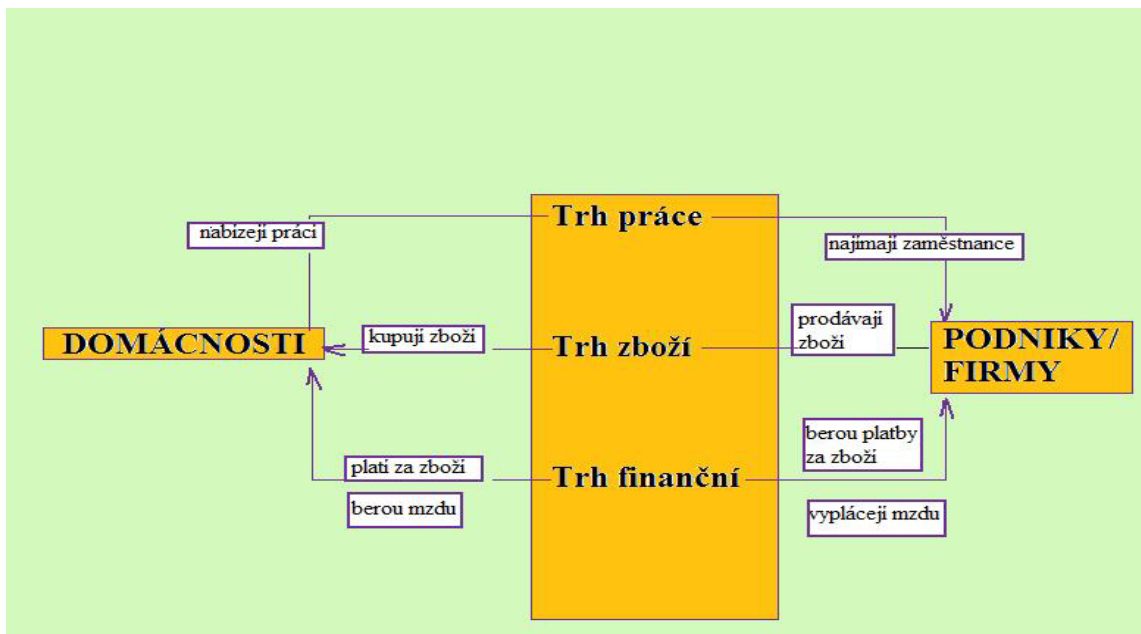 Trh práce
nabízejí práci
najímají zaměstnance
DOMÁCNOSTI
kupují zboží
Trh zboží
prodávají
zboží
PODNIKY/
FIRMY
platí za zboží
berou mzdu
Trh finanční
berou platby
za zboží
vyplácejí mzdu